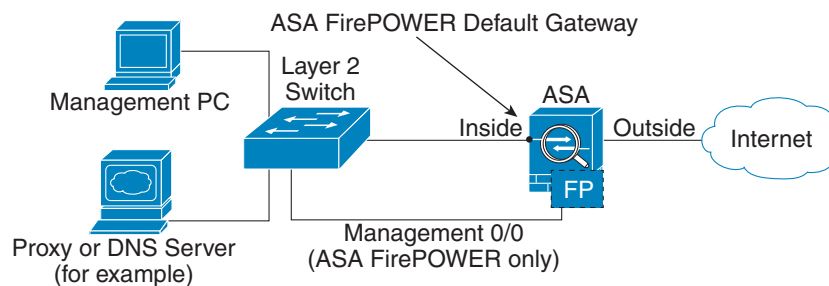 ASA FirePOWER Default Gateway
Layer 2
Switch
Management PC
ASA
Inside
Outside
Internet
FP
Proxy or DNS Server
(for example)
Management 0/0
(ASA FirePOWER only)